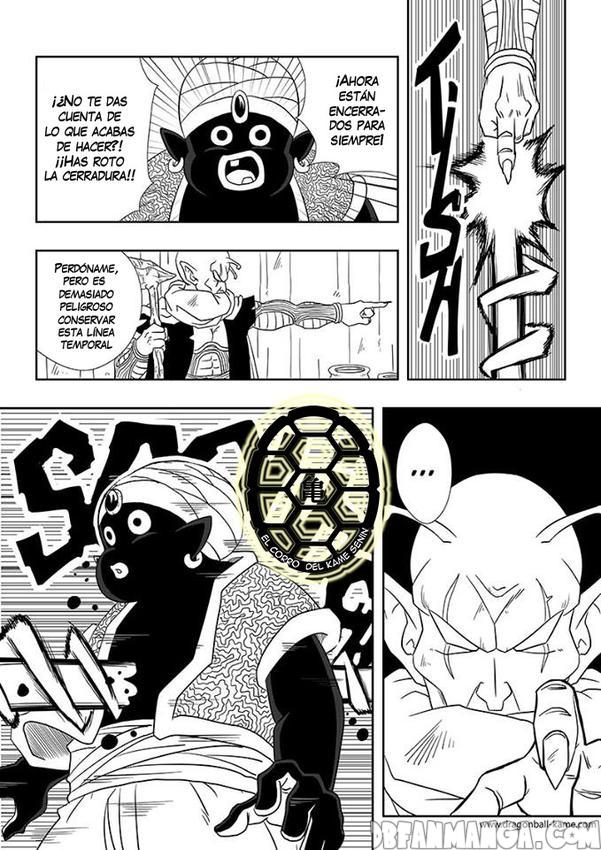 ¡¿NO TE DAS
CUENTA DE
LO QUE ACABAS
DE HACER?!
¡¡HAS ROTO
LA CERRADURA!!
¡AHORA
ESTÁN
ENCERRA-
DOS PARA
SIEMPRE!
PERDÓNAME,
PERO ES
DEMASIADO
PELIGROSO
CONSERVAR
ESTA LÍNEA
TEMPORAL
...
亀
EL CORRO DEL KAME SENIN
www.dragonball-kame.com
DBFANMANGA.COM